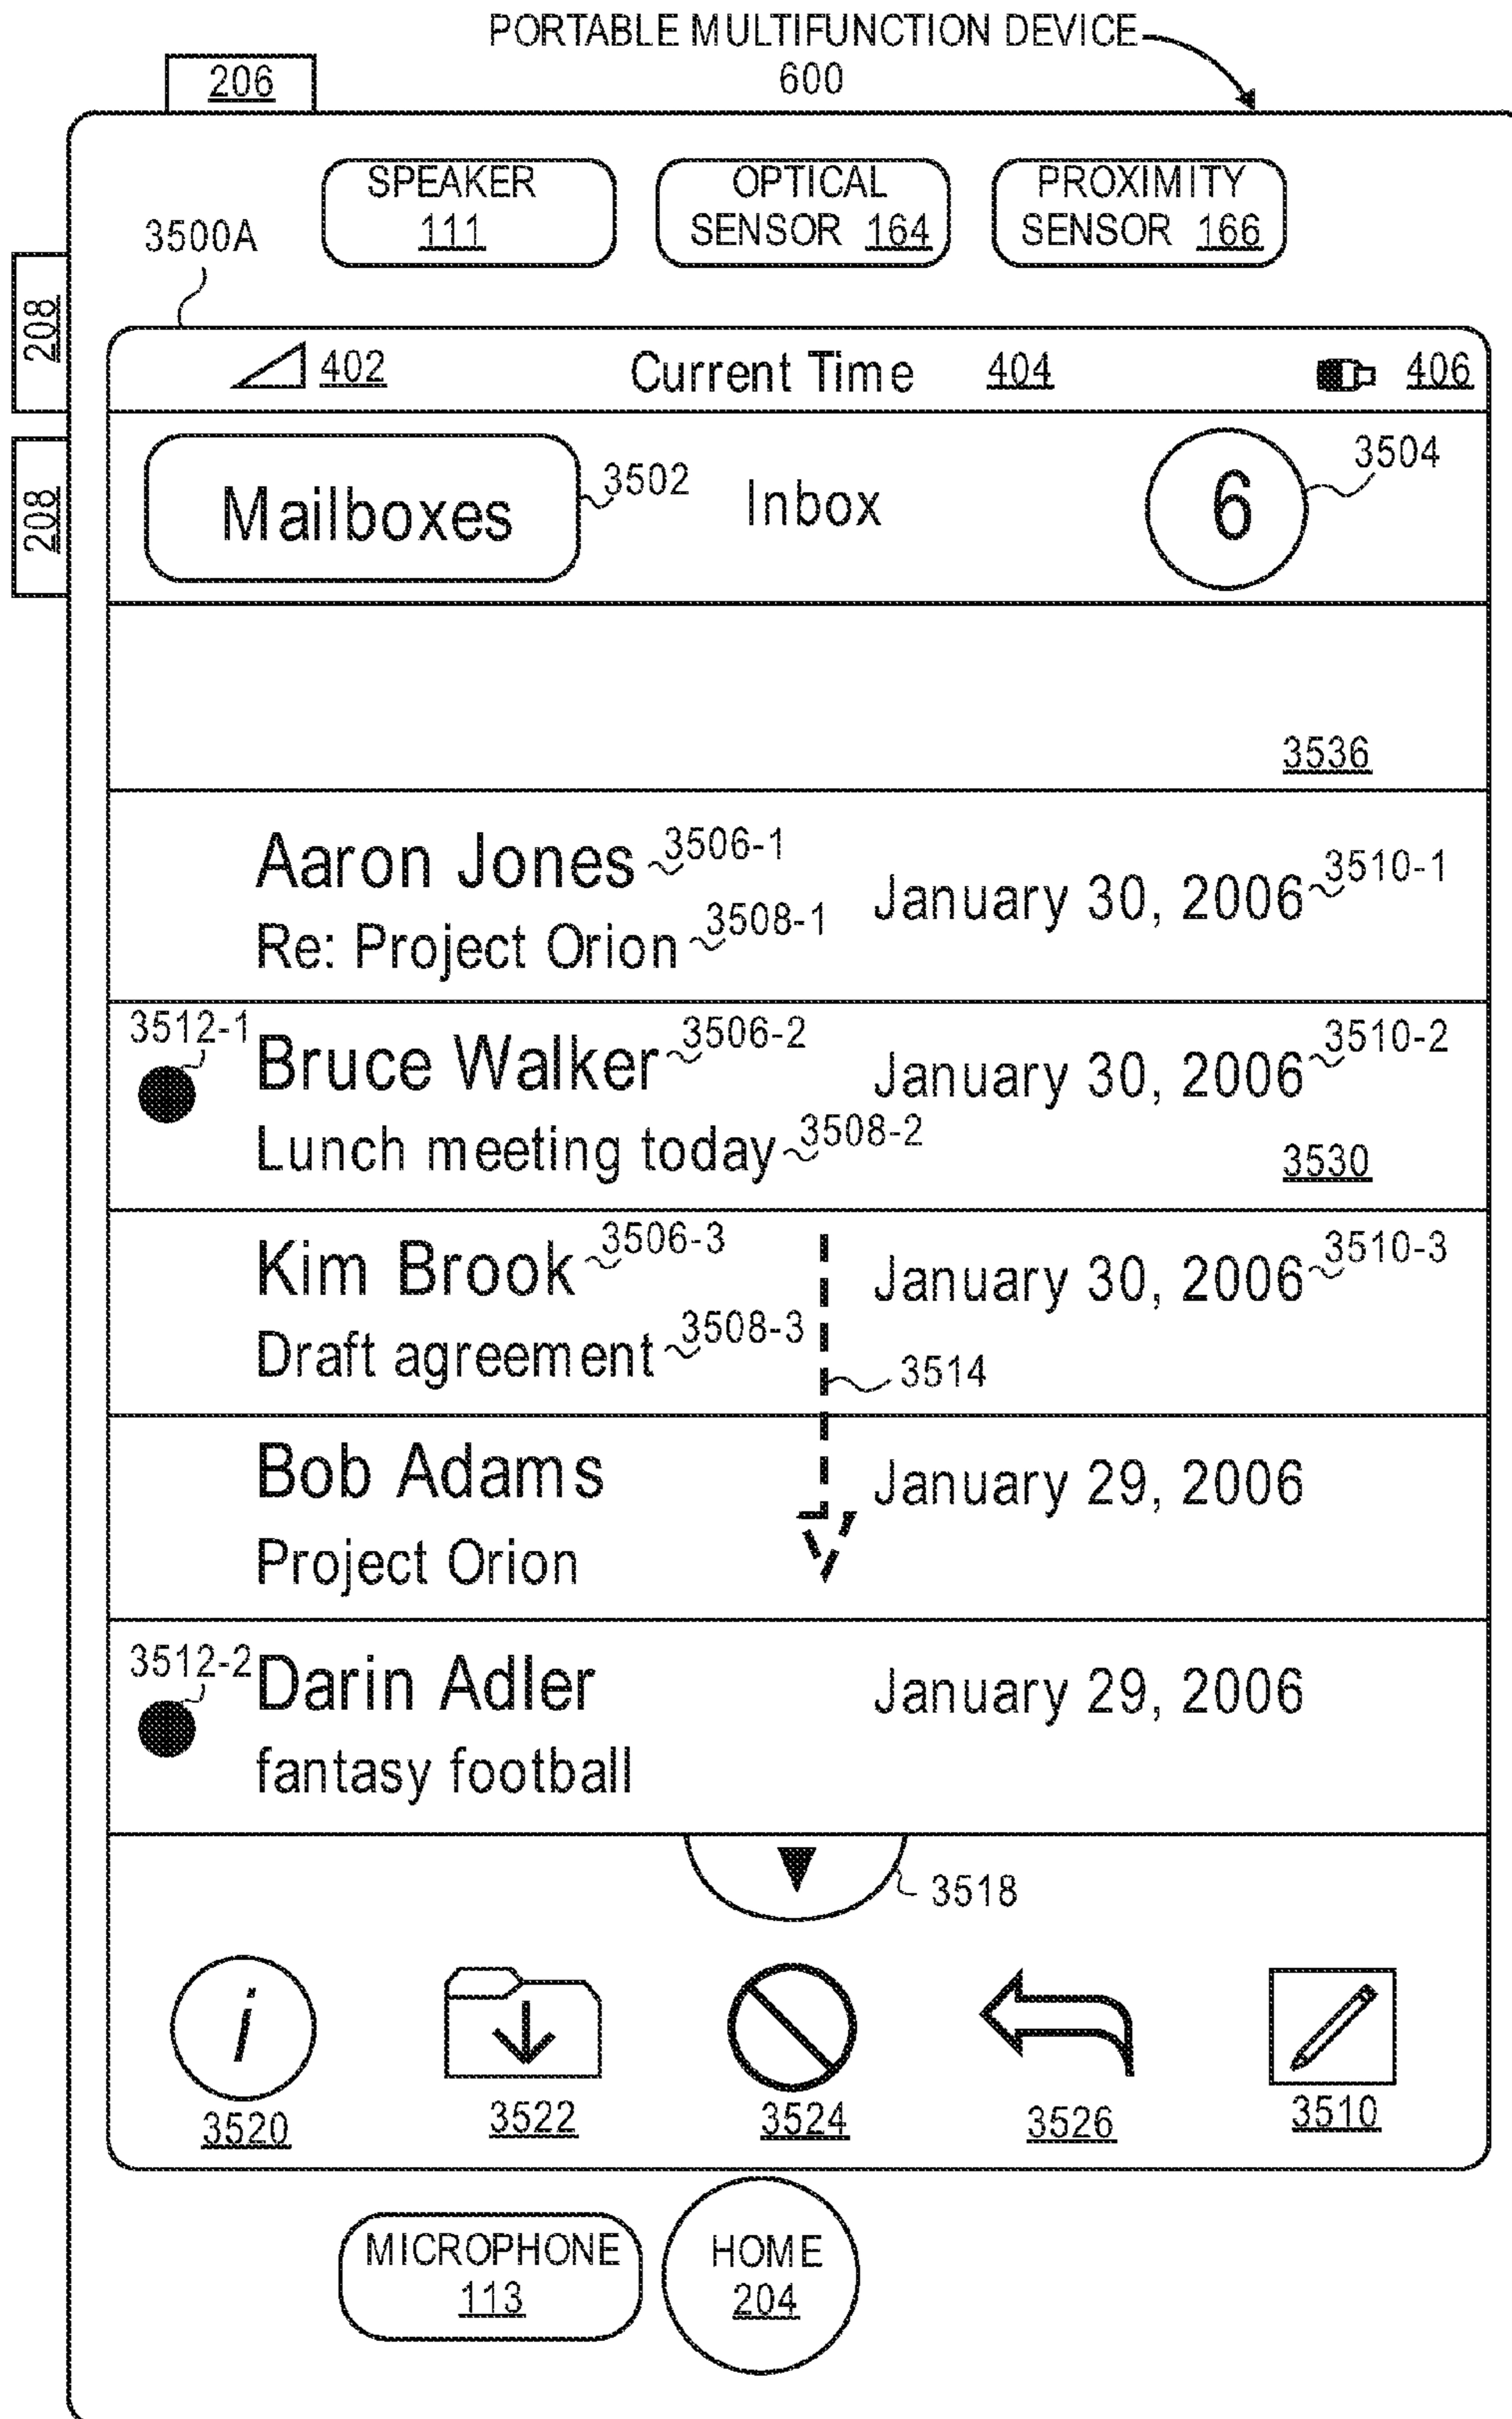 PORTABLE MULTIFUNCTION DEVICE
600
206
SPEAKER
111
OPTICAL
SENSOR 164
PROXIMITY
SENSOR 166
3500A
208
208
402 Current Time 404 406
Mailboxes 3502 Inbox 6 3504
3536
Aaron Jones 3506-1
January 30, 2006 3510-1
Re: Project Orion 3508-1
3512-1
Bruce Walker 3506-2
January 30, 2006 3510-2
Lunch meeting today 3508-2
3530
Kim Brook 3506-3
January 30, 2006 3510-3
Draft agreement 3508-3
3514
Bob Adams
January 29, 2006
Project Orion
3512-2
Darin Adler
January 29, 2006
fantasy football
3518
i
3520 3522 3524 3526 3510
MICROPHONE
113
HOME
204